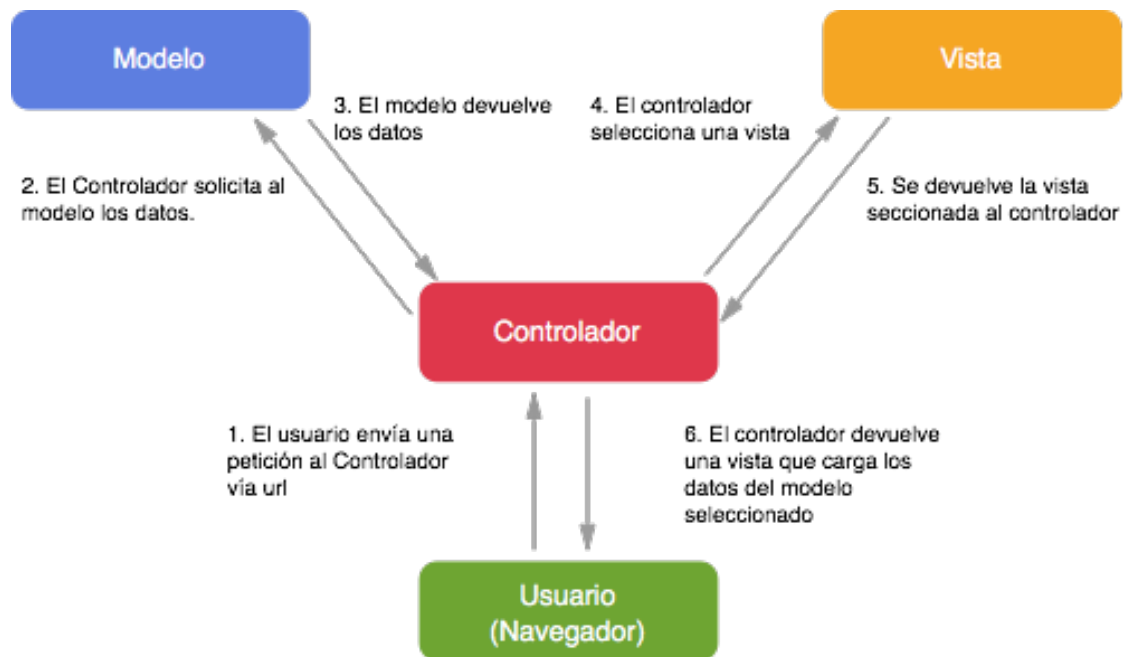 Modelo
Vista
3. El modelo devuelve
los datos
4. El controlador
selecciona una vista
2. El Controlador solicita al
modelo los datos.
5. Se devuelve la vista
seccionada al controlador
Controlador
1. El usuario envía una
petición al Controlador
vía url
6. El controlador devuelve
una vista que carga los
datos del modelo
seleccionado
Usuario
(Navegador)